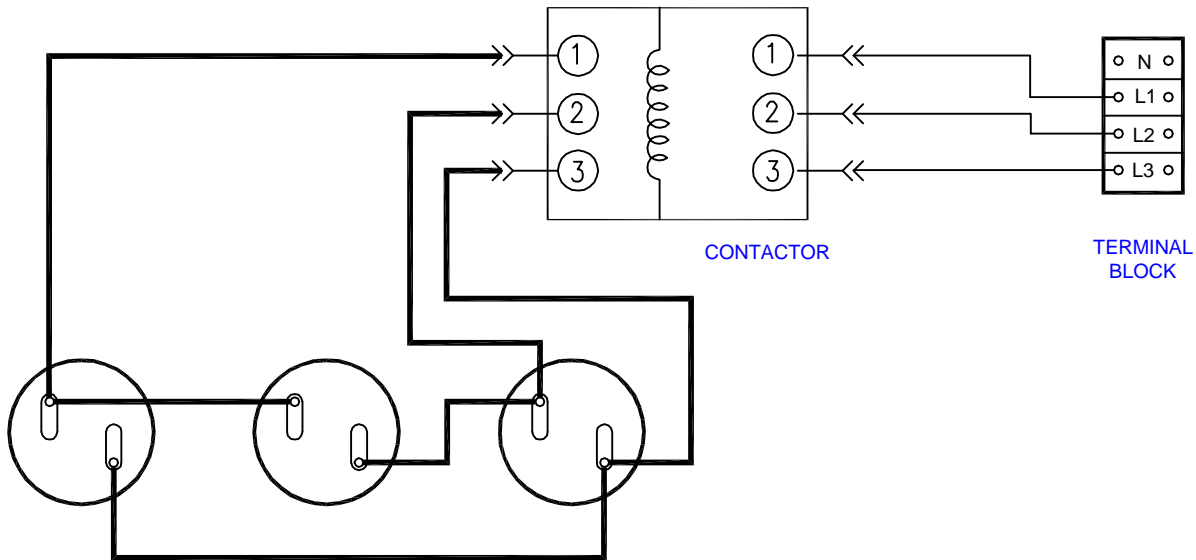 1 1
2 2
3 3
N
L1
L2
L3
CONTACTOR
TERMINAL
BLOCK